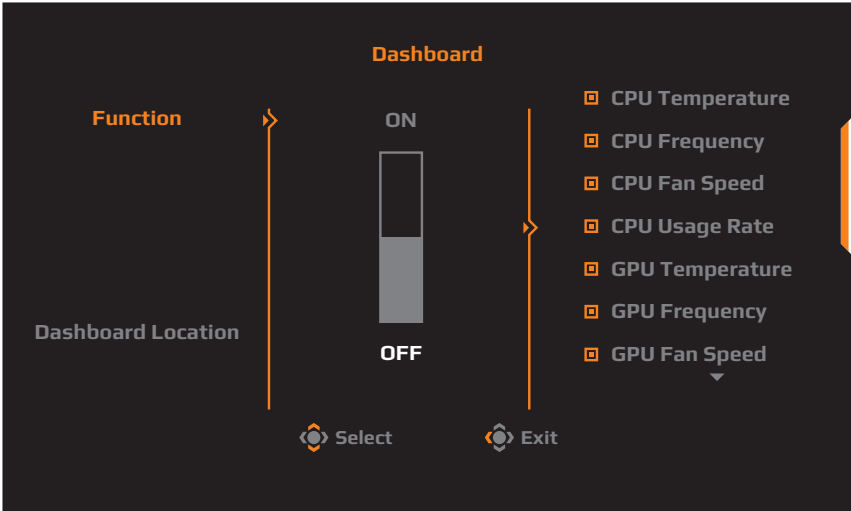 Dashboard
Function
ON
OFF
Dashboard Location
CPU Temperature
CPU Frequency
CPU Fan Speed
CPU Usage Rate
GPU Temperature
GPU Frequency
GPU Fan Speed
Select
Exit